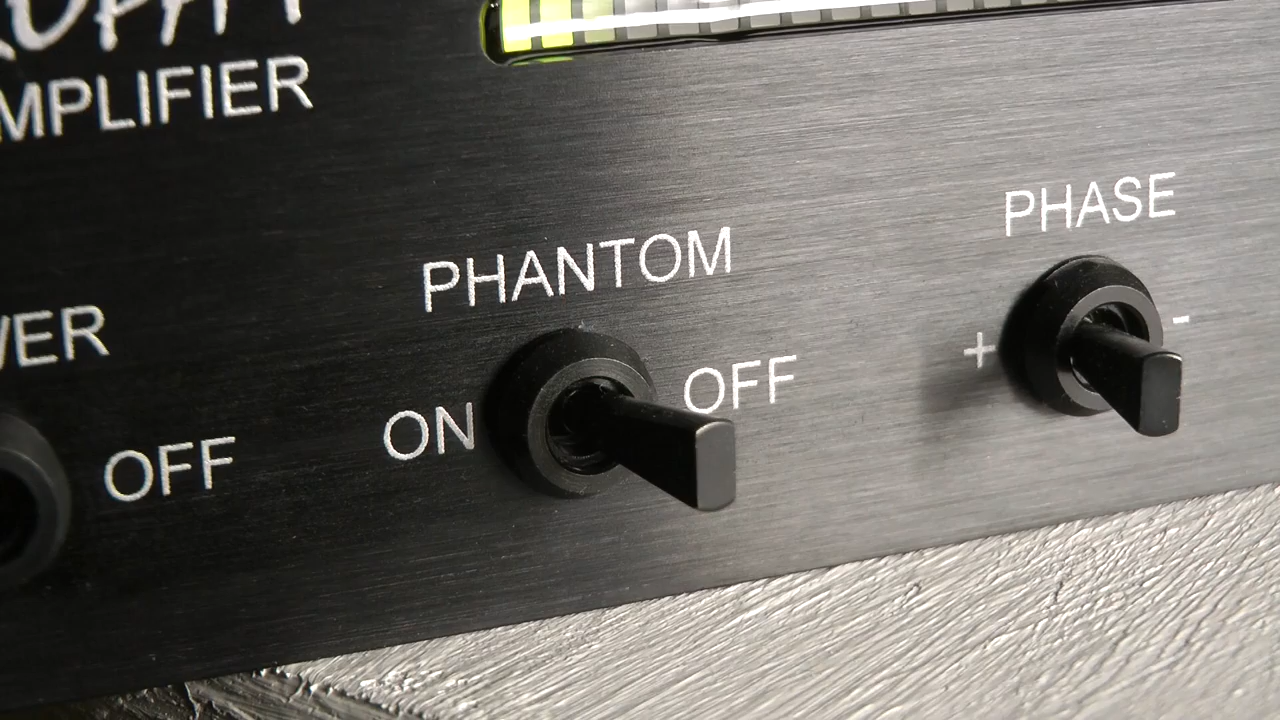 MPLIFIER
PHASE
PHANTOM
+ -
WER
ON OFF
OFF